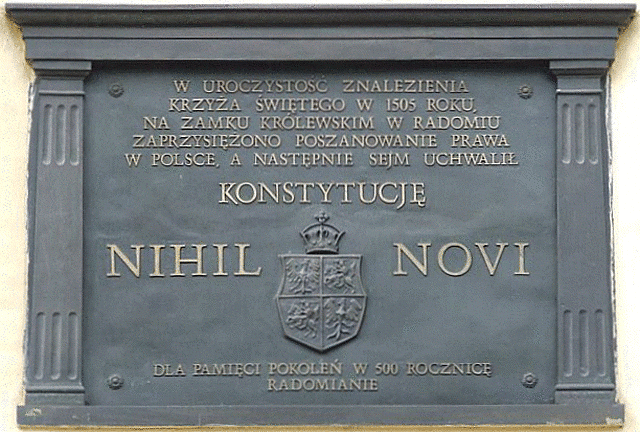 W UROCZYSTOŚĆ ZNALEZIENIA
KRZYŻA ŚWIĘTEGO W 1505 ROKU,
NA ZAMKU KRÓLEWSKIM W RADOMIU
ZAPRZYSIĘŻONO POSZANOWANIE PRAWA
W POLSCE, A NASTĘPNIE SEJM UCHWALIŁ
KONSTYTUCJĘ
NIHIL NOVI
DLA PAMIĘCI POKOLEŃ W 500 ROCZNICĘ
RADOMIANIE